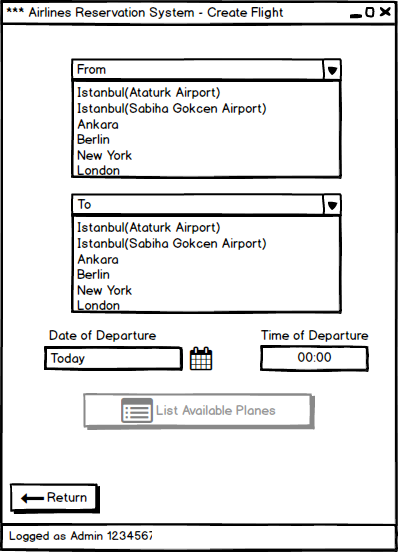 *** Airlines Reservation System - Create Flight
From
Istanbul(Ataturk Airport)
Istanbul(Sabiha Gokcen Airport)
Ankara
Berlin
New York
London
To
Istanbul(Ataturk Airport)
Istanbul(Sabiha Gokcen Airport)
Ankara
Berlin
New York
London
Date of Departure
Time of Departure
Today
00:00
List Available Planes
Return
Logged as Admin 1234567